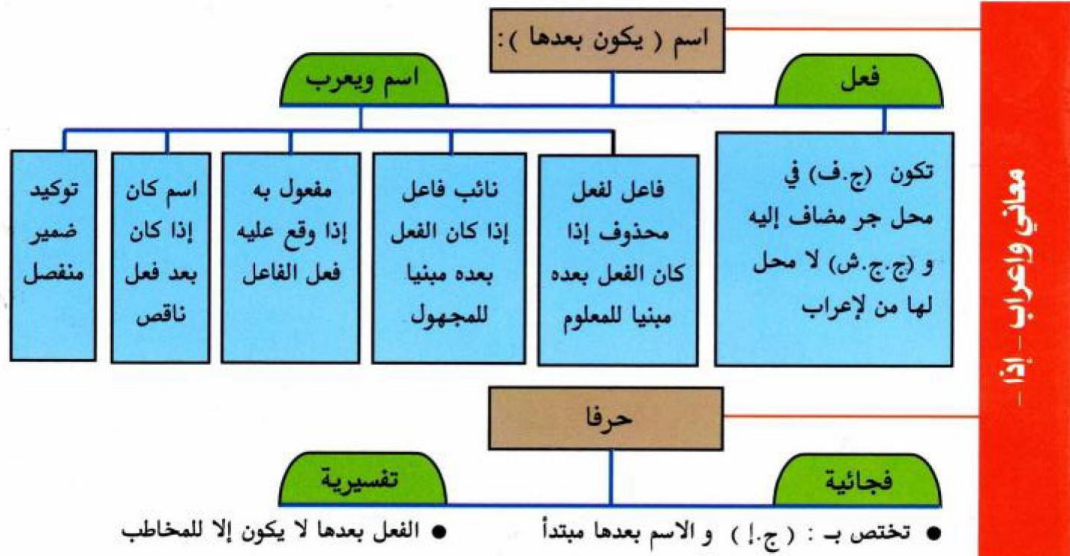 معاني وإعراب - إذا -
اسم ( يكون بعدها ):
فعل
تكون (ج.ف) في
محل جر مضاف إليه
و (ج.ج.ش) لا محل
لها من لإعراب
اسم ويعرب
فاعل لفعل
محذوف إذا
كان الفعل بعده
مبنيا للمعلوم
نائب فاعل
إذا كان الفعل
بعده مبنيا
للمجهول
مفعول به
إذا وقع عليه
فعل الفاعل
اسم كان
إذا كان
بعد فعل
ناقص
توكيد
ضمير
منفصل
حرفا
فجائية
● تختص بـ : ( ج.إ ) و الاسم بعدها مبتدأ
تفسيرية
● الفعل بعدها لا يكون إلا للمخاطب